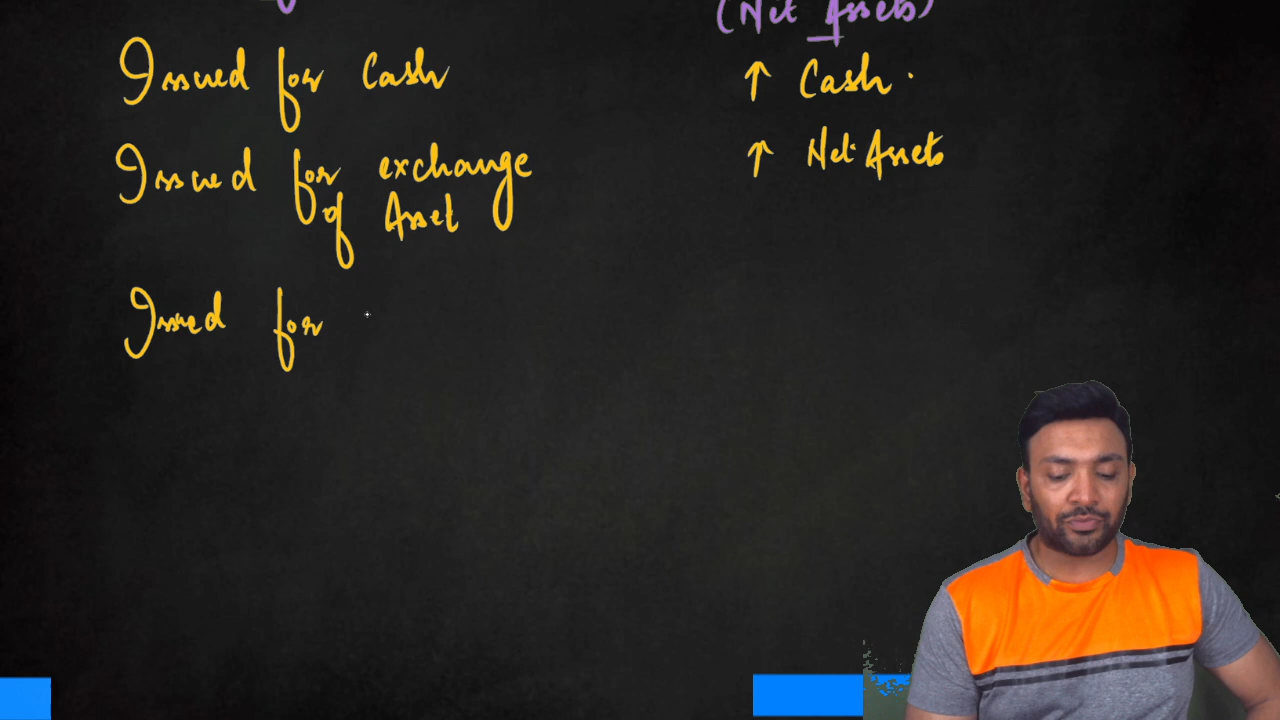 (Net Assets)
Issued for Cash
↑ Cash.
Issued for exchange
of Asset
↑ Net Assets
Issued for